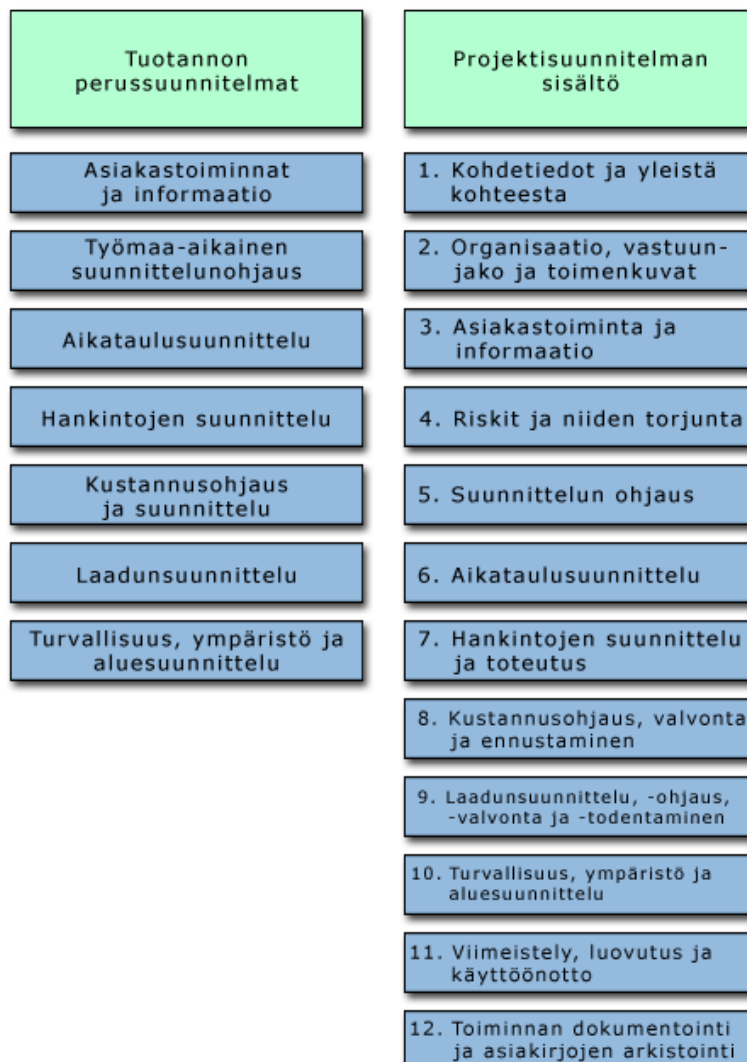 Tuotannon
perussuunnitelmat
Asiakastoiminnat
ja informaatio
Työmaa-aikainen
suunnittelunohjaus
Aikataulusuunnittelu
Hankintojen suunnittelu
Kustannusohjaus
ja suunnittelu
Laadunsuunnittelu
Turvallisuus, ympäristö ja
aluesuunnittelu
Projektisuunnitelman
sisältö
1. Kohdetiedot ja yleistä
kohteesta
2. Organisaatio, vastuun-
jako ja toimenkuvat
3. Asiakastoiminta ja
informaatio
4. Riskit ja niiden torjunta
5. Suunnittelun ohjaus
6. Aikataulusuunnittelu
7. Hankintojen suunnittelu
ja toteutus
8. Kustannusohjaus, valvonta
ja ennustaminen
9. Laadunsuunnittelu, -ohjaus,
-valvonta ja -todentaminen
10. Turvallisuus, ympäristö ja
aluesuunnittelu
11. Viimeistely, luovutus ja
käyttöönotto
12. Toiminnan dokumentointi
ja asiakirjojen arkistointi